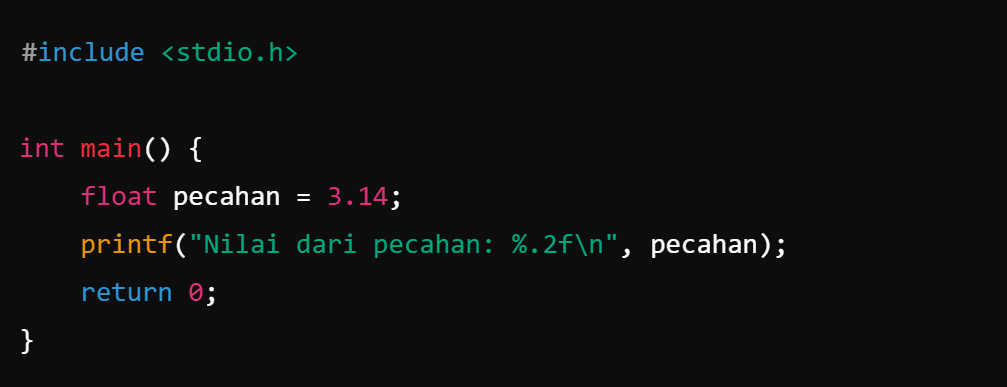 #include <stdio.h>
int main() {
float pecahan = 3.14;
printf("Nilai dari pecahan: %.2f\n", pecahan);
return 0;
}